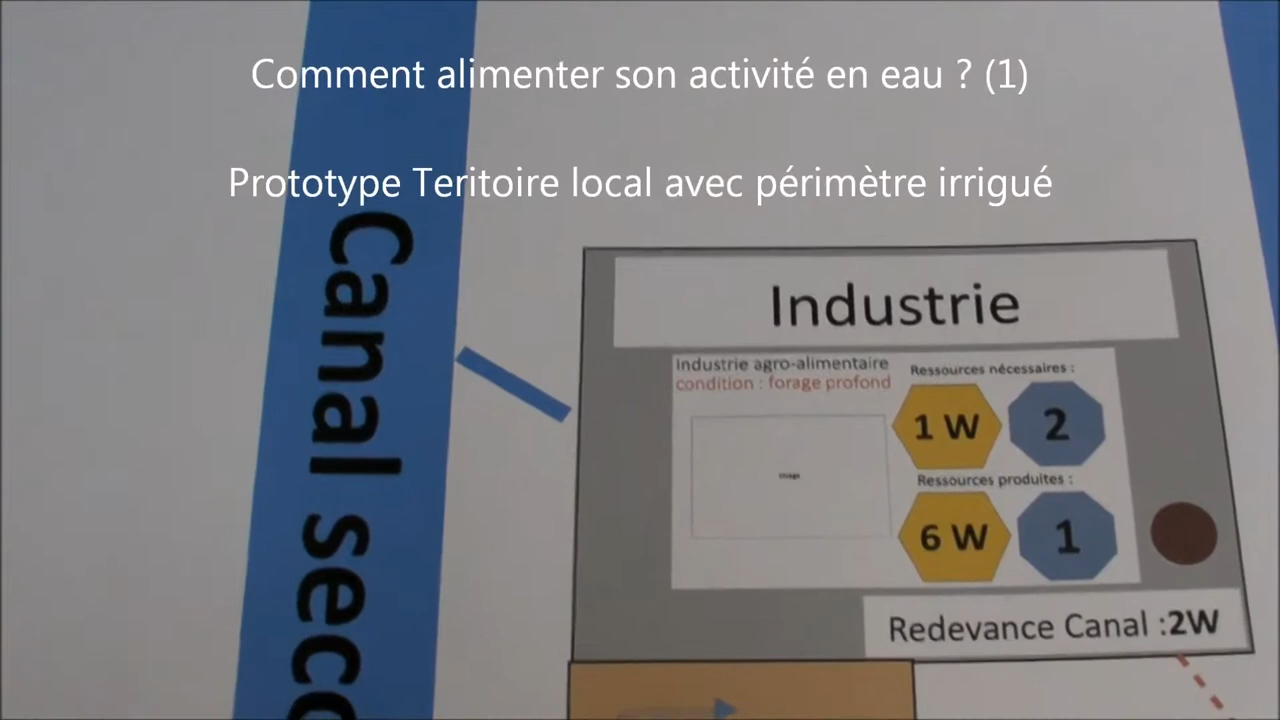 Comment alimenter son activité en eau ? (1)
Prototype Teritoire local avec périmètre irrigué
Canal seco
Industrie
Industrie agro-alimentaire
condition : forage profond
Ressources nécessaires :
1 W
2
Ressources produites :
6 W
1
Redevance Canal :2W